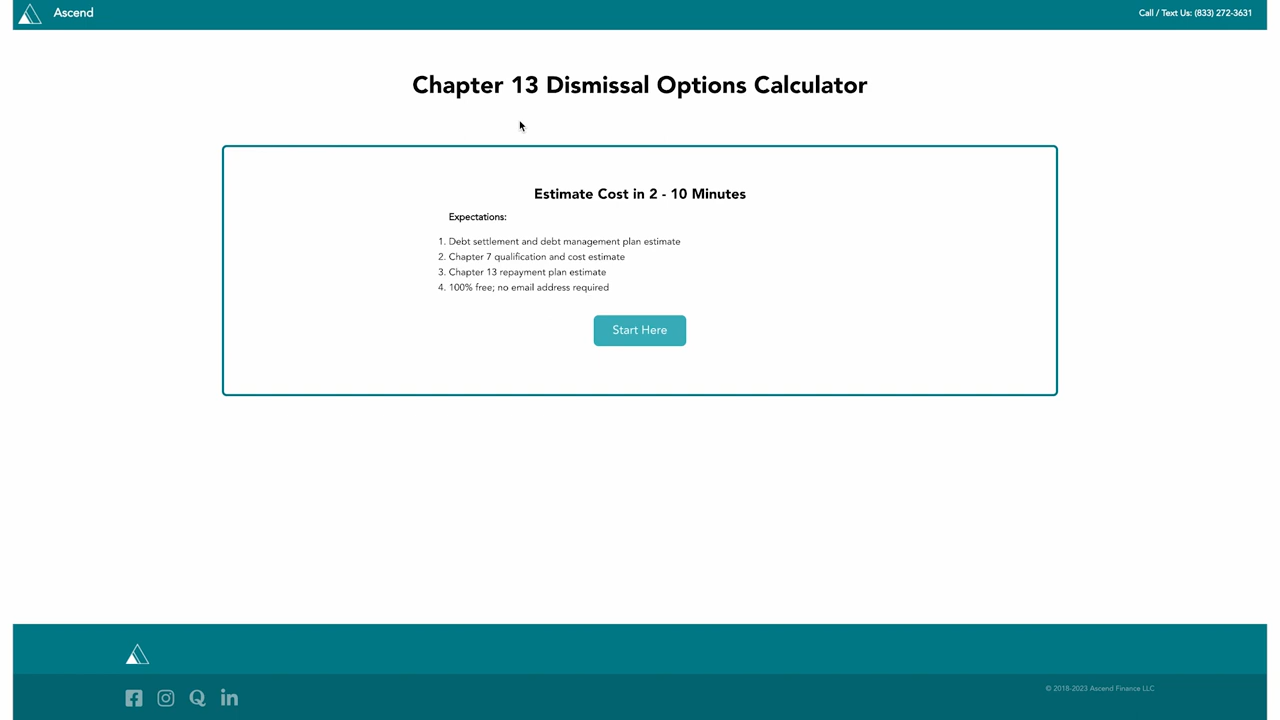 Ascend
Call / Text Us: (833) 272-3631
Chapter 13 Dismissal Options Calculator
Estimate Cost in 2 - 10 Minutes
Expectations:
1. Debt settlement and debt management plan estimate
2. Chapter 7 qualification and cost estimate
3. Chapter 13 repayment plan estimate
4. 100% free; no email address required
Start Here
© 2018-2023 Ascend Finance LLC